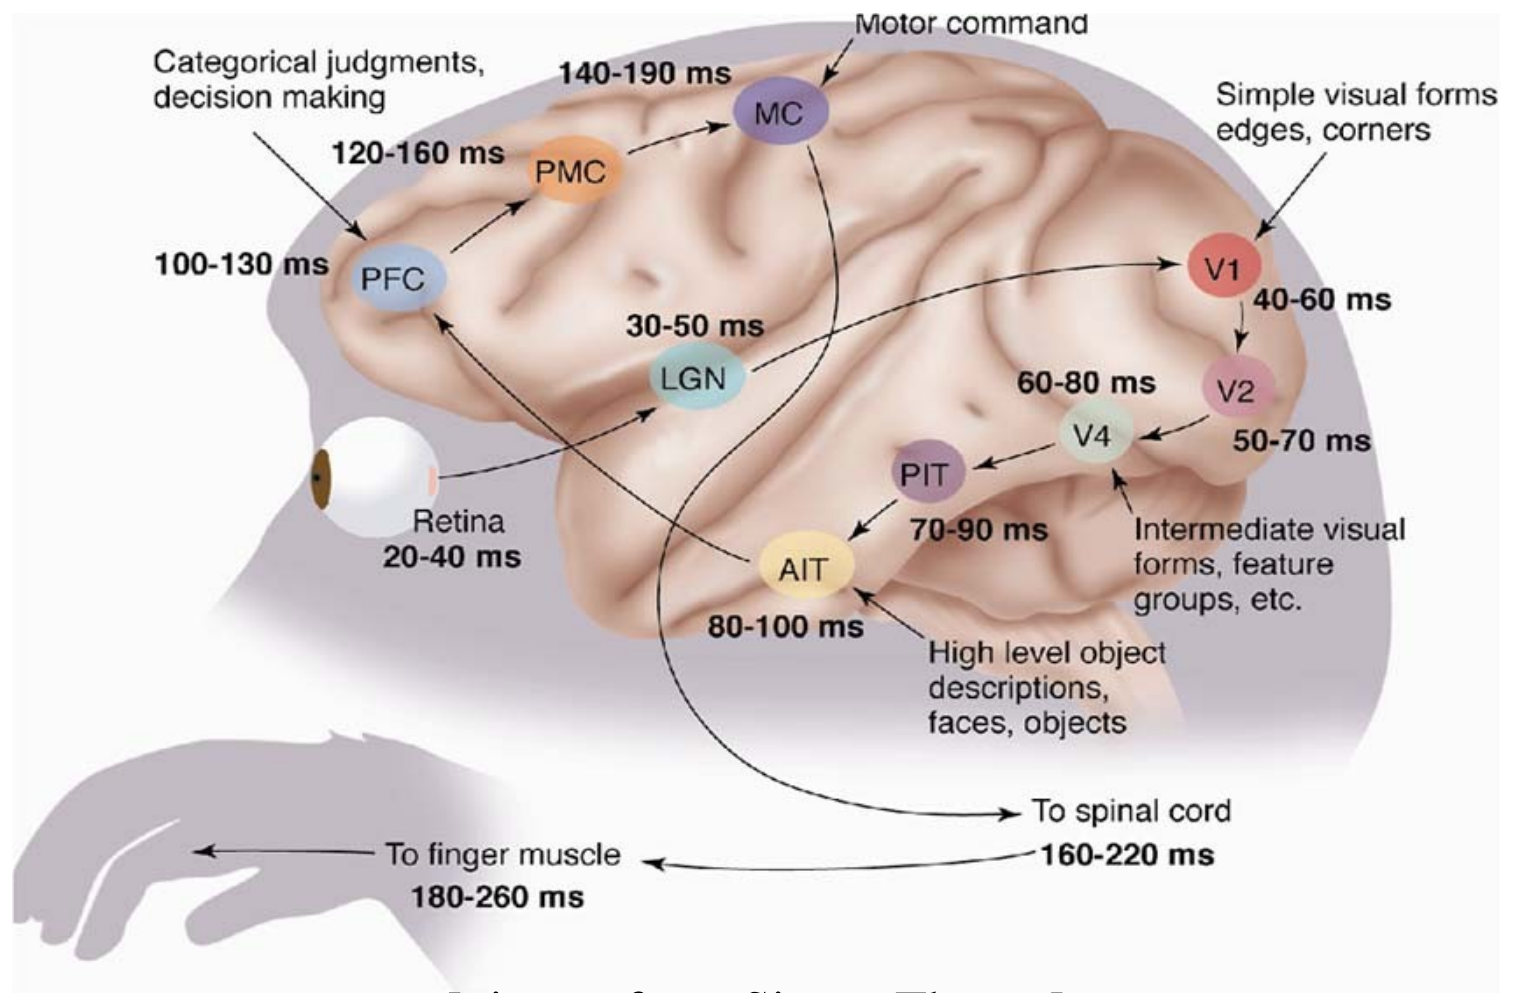 Motor command
Categorical judgments,
decision making
140-190 ms
MC
Simple visual forms
edges, corners
120-160 ms
PMC
100-130 ms
PFC
V1
40-60 ms
30-50 ms
LGN
60-80 ms
V2
V4
50-70 ms
PIT
70-90 ms
Retina
20-40 ms
Intermediate visual
forms, feature
groups, etc.
AIT
80-100 ms
High level object
descriptions,
faces, objects
To spinal cord
160-220 ms
To finger muscle
180-260 ms